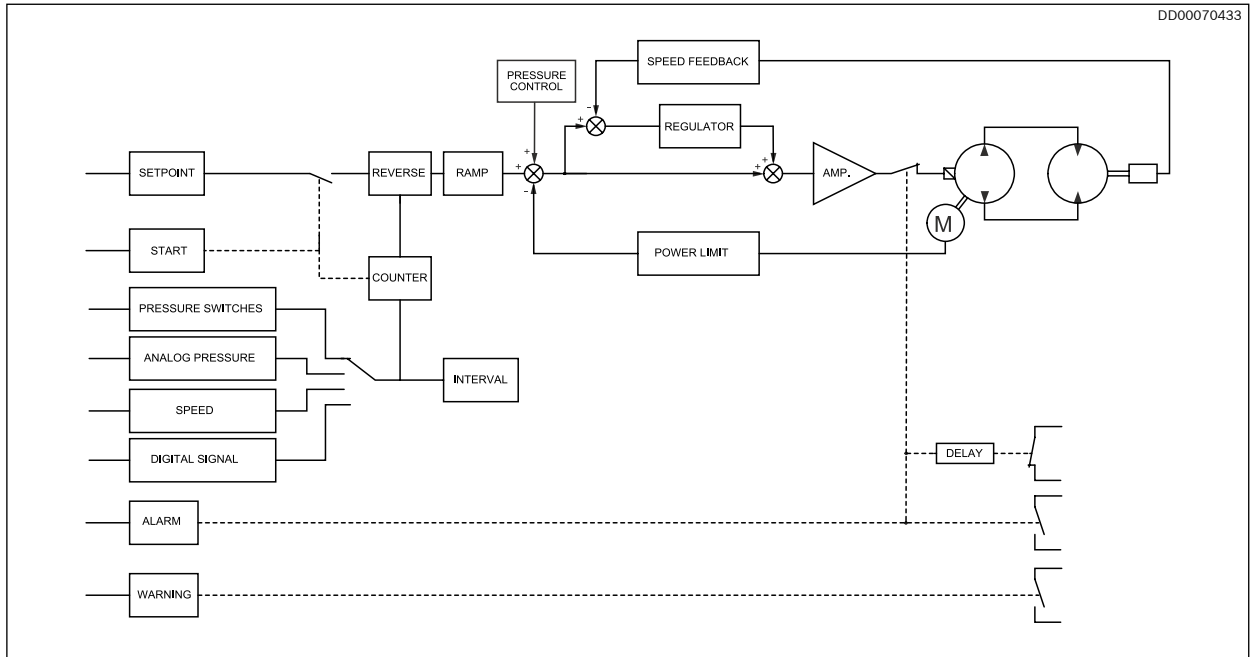 DD00070433
PRESSURE
CONTROL
SPEED FEEDBACK
-
+
REGULATOR
+
+
-
+
+
SETPOINT
REVERSE
RAMP
AMP.
START
M
POWER LIMIT
COUNTER
PRESSURE SWITCHES
ANALOG PRESSURE
INTERVAL
SPEED
DIGITAL SIGNAL
DELAY
ALARM
WARNING